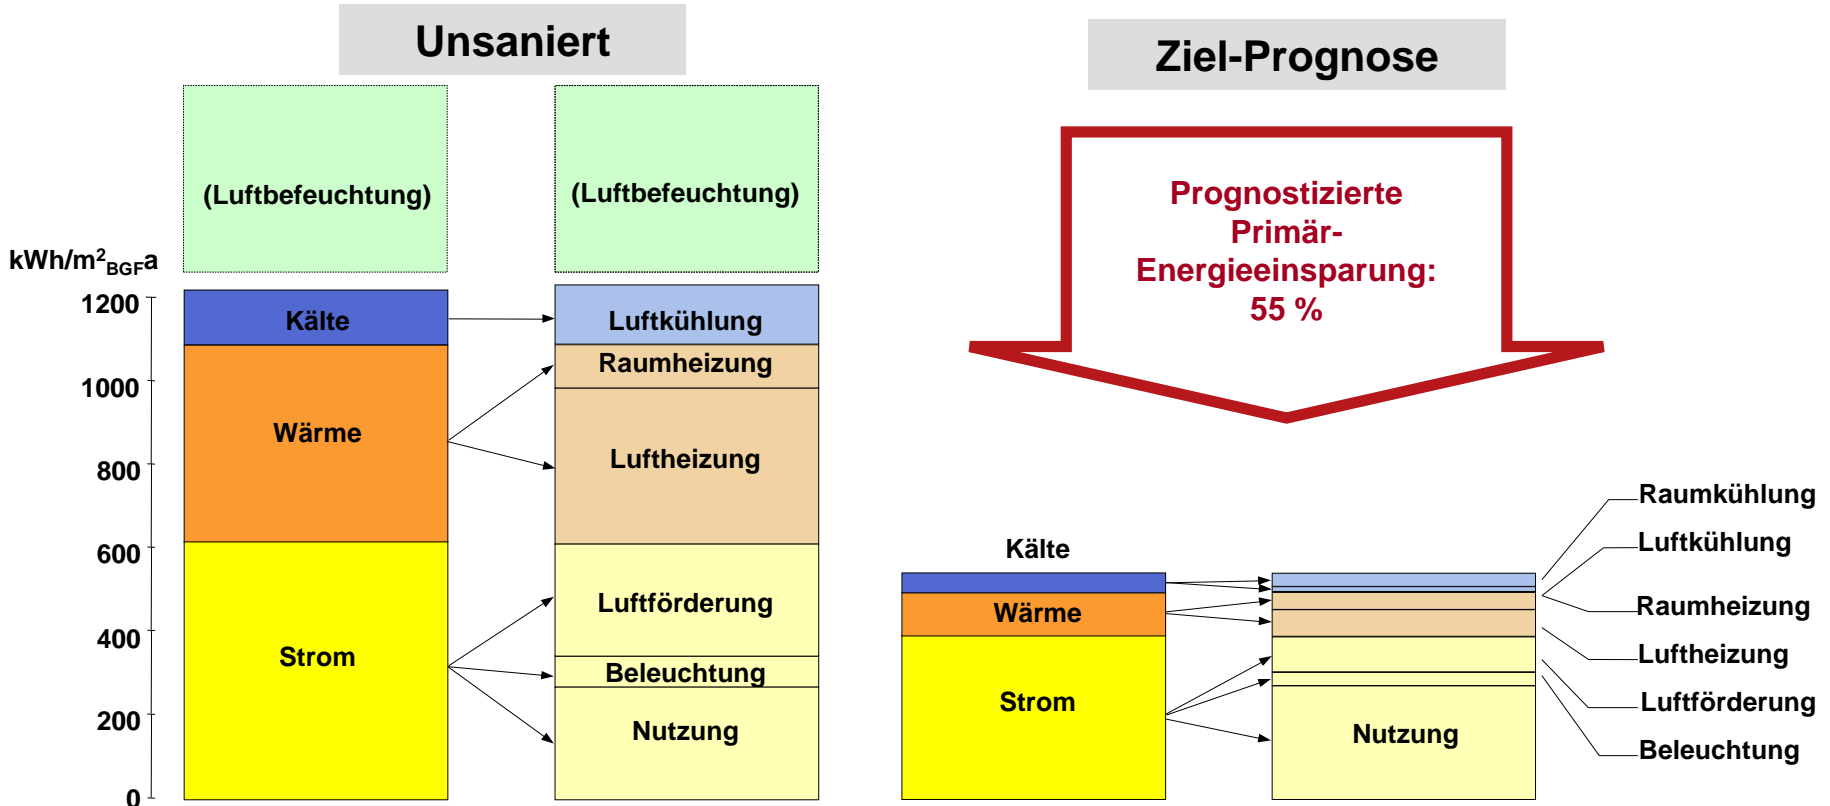 Unsaniert
Ziel-Prognose
(Luftbefeuchtung)
(Luftbefeuchtung)
Prognostizierte
Primär-
Energieeinsparung:
55 %
kWh/m²BGFa
1200
1000
800
600
400
200
0
Kälte
Wärme
Strom
Luftkühlung
Raumheizung
Luftheizung
Luftförderung
Beleuchtung
Nutzung
Kälte
Wärme
Strom
Nutzung
Raumkühlung
Luftkühlung
Raumheizung
Luftheizung
Luftförderung
Beleuchtung